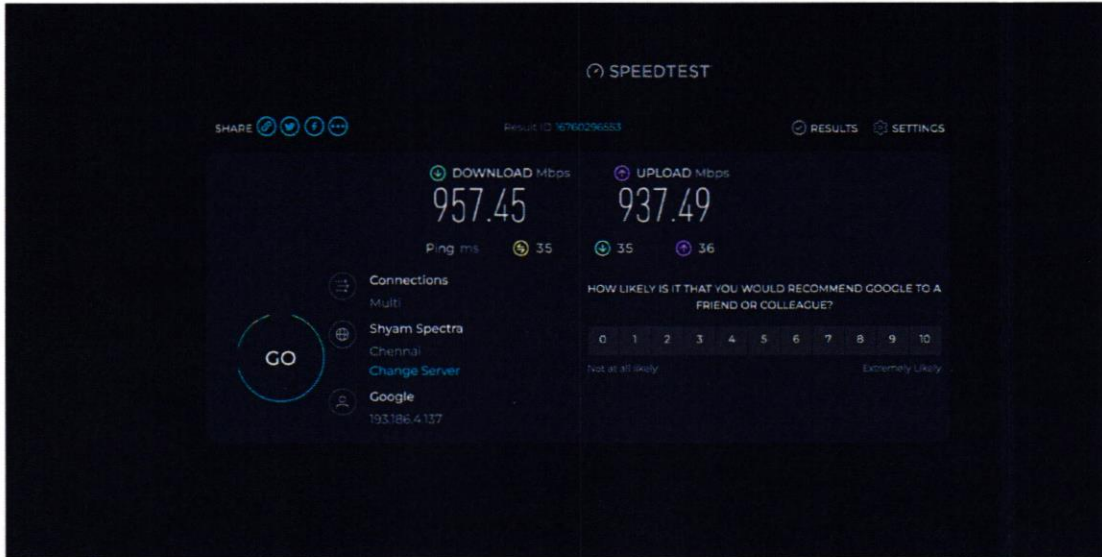 SPEEDTEST
SHARE
Result ID 16760296553
RESULTS
SETTINGS
DOWNLOAD Mbps
957.45
UPLOAD Mbps
937.49
Ping ms 35 35 36
Connections
Multi
Shyam Spectra
Chennai
Change Server
Google
193.186.4.137
GO
HOW LIKELY IS IT THAT YOU WOULD RECOMMEND GOOGLE TO A
FRIEND OR COLLEAGUE?
0 1 2 3 4 5 6 7 8 9 10
Not at all likely
Extremely Likely